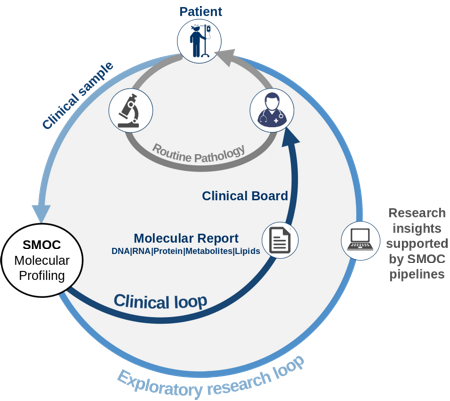 Patient
Clinical sample
Routine Pathology
Clinical Board
Molecular Report
DNA|RNA|Protein|Metabolites|Lipids
SMOC
Molecular
Profiling
Research
insights
supported
by SMOC
pipelines
Clinical loop
Exploratory research loop